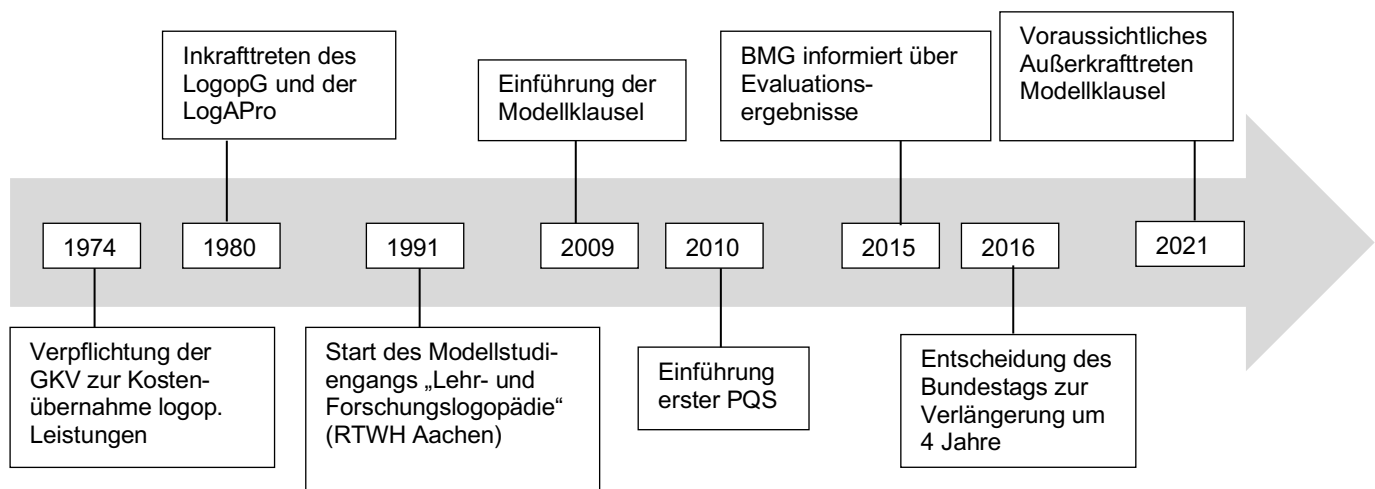 Inkrafttreten des
LogopG und der
LogAPro
Einführung der
Modellklausel
BMG informiert über
Evaluations-
ergebnisse
Voraussichtliches
Außerkrafttreten
Modellklausel
1974
1980
1991
2009
2010
2015
2016
2021
Verpflichtung der
GKV zur Kosten-
übernahme logop.
Leistungen
Start des Modellstudi-
engangs „Lehr- und
Forschungslogopädie“
(RTWH Aachen)
Einführung
erster PQS
Entscheidung des
Bundestags zur
Verlängerung um
4 Jahre